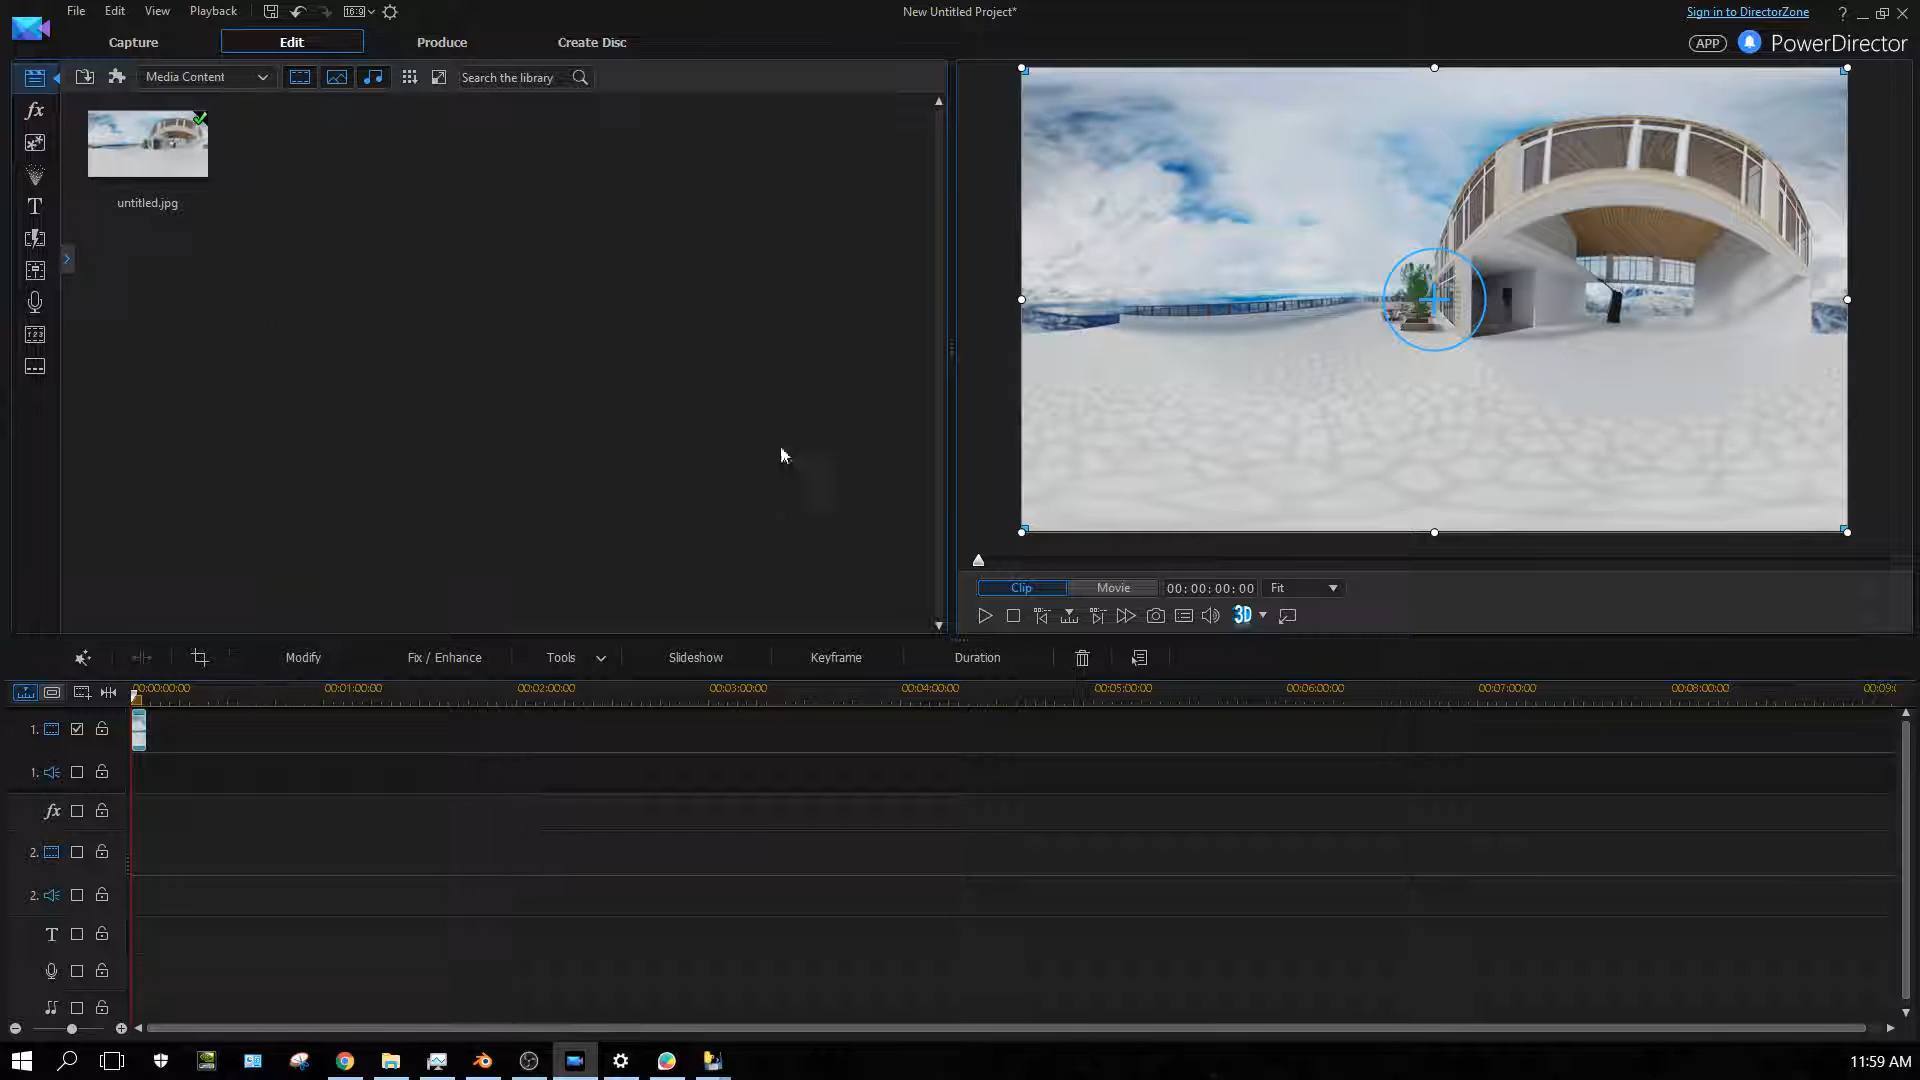 File Edit View Playback 16:9 New Untitled Project* Sign in to DirectorZone ?
Capture Edit Produce Create Disc APP PowerDirector
Media Content Search the library
fx
untitled.jpg
T
Clip Movie 00:00:00:00 Fit
3D
Modify Fix / Enhance Tools Slideshow Keyframe Duration
00:00:00:00 00:01:00:00 00:02:00:00 00:03:00:00 00:04:00:00 00:05:00:00 00:06:00:00 00:07:00:00 00:08:00:00 00:09:0
1.
1.
fx
2.
2.
T
11:59 AM